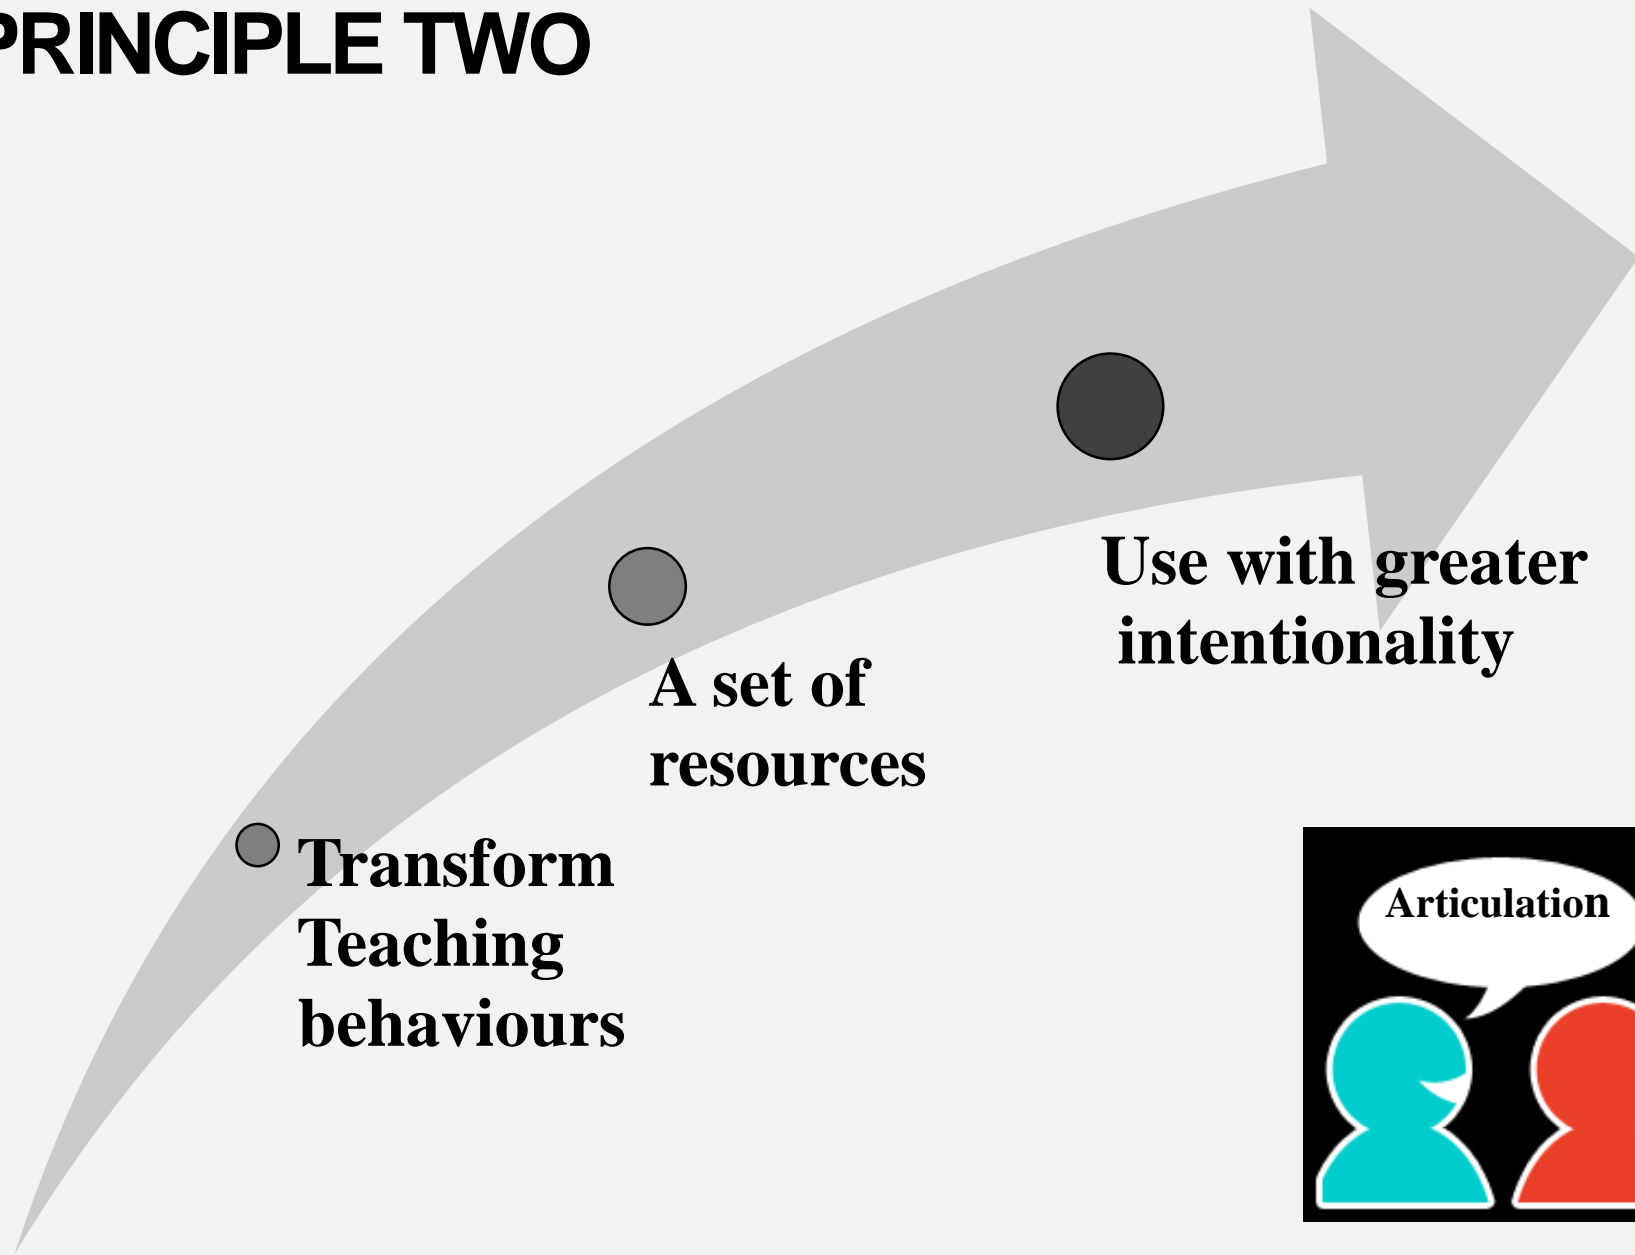 PRINCIPLE TWO
Use with greater
intentionality
A set of
resources
Transform
Teaching
behaviours
Articulation